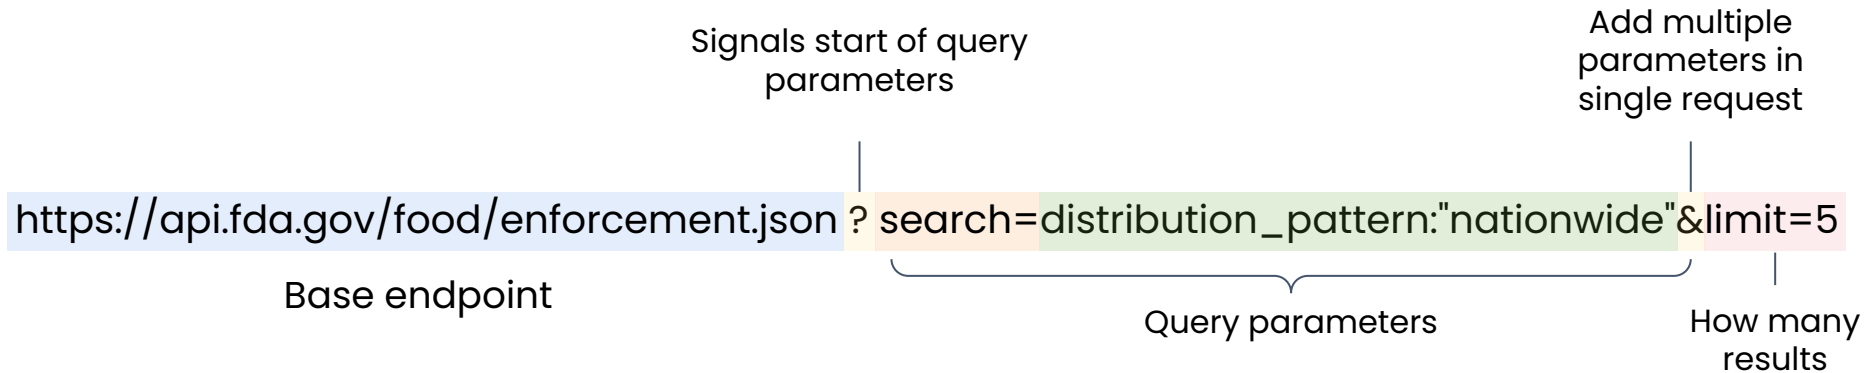 Signals start of query
parameters
Add multiple
parameters in
single request
https://api.fda.gov/food/enforcement.json ? search=distribution_pattern:"nationwide"&limit=5
Base endpoint
Query parameters
How many
results